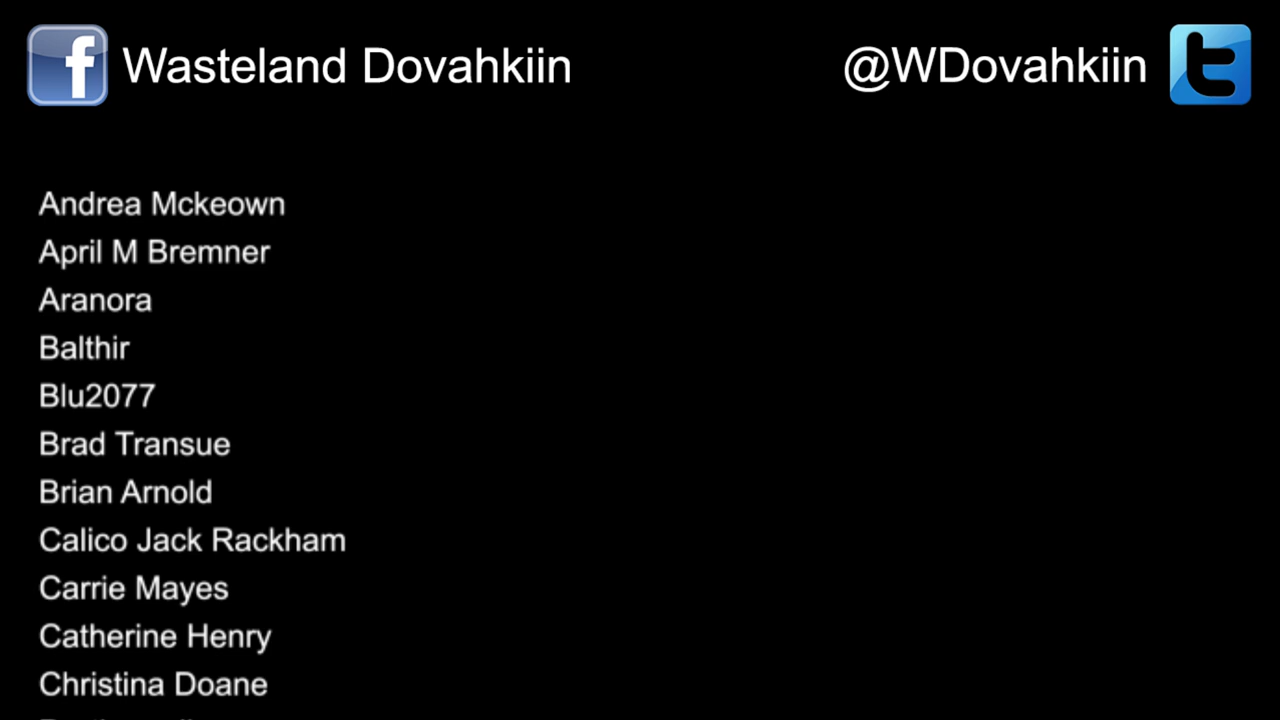 Wasteland Dovahkiin
@WDovahkiin
Andrea Mckeown
April M Bremner
Aranora
Balthir
Blu2077
Brad Transue
Brian Arnold
Calico Jack Rackham
Carrie Mayes
Catherine Henry
Christina Doane